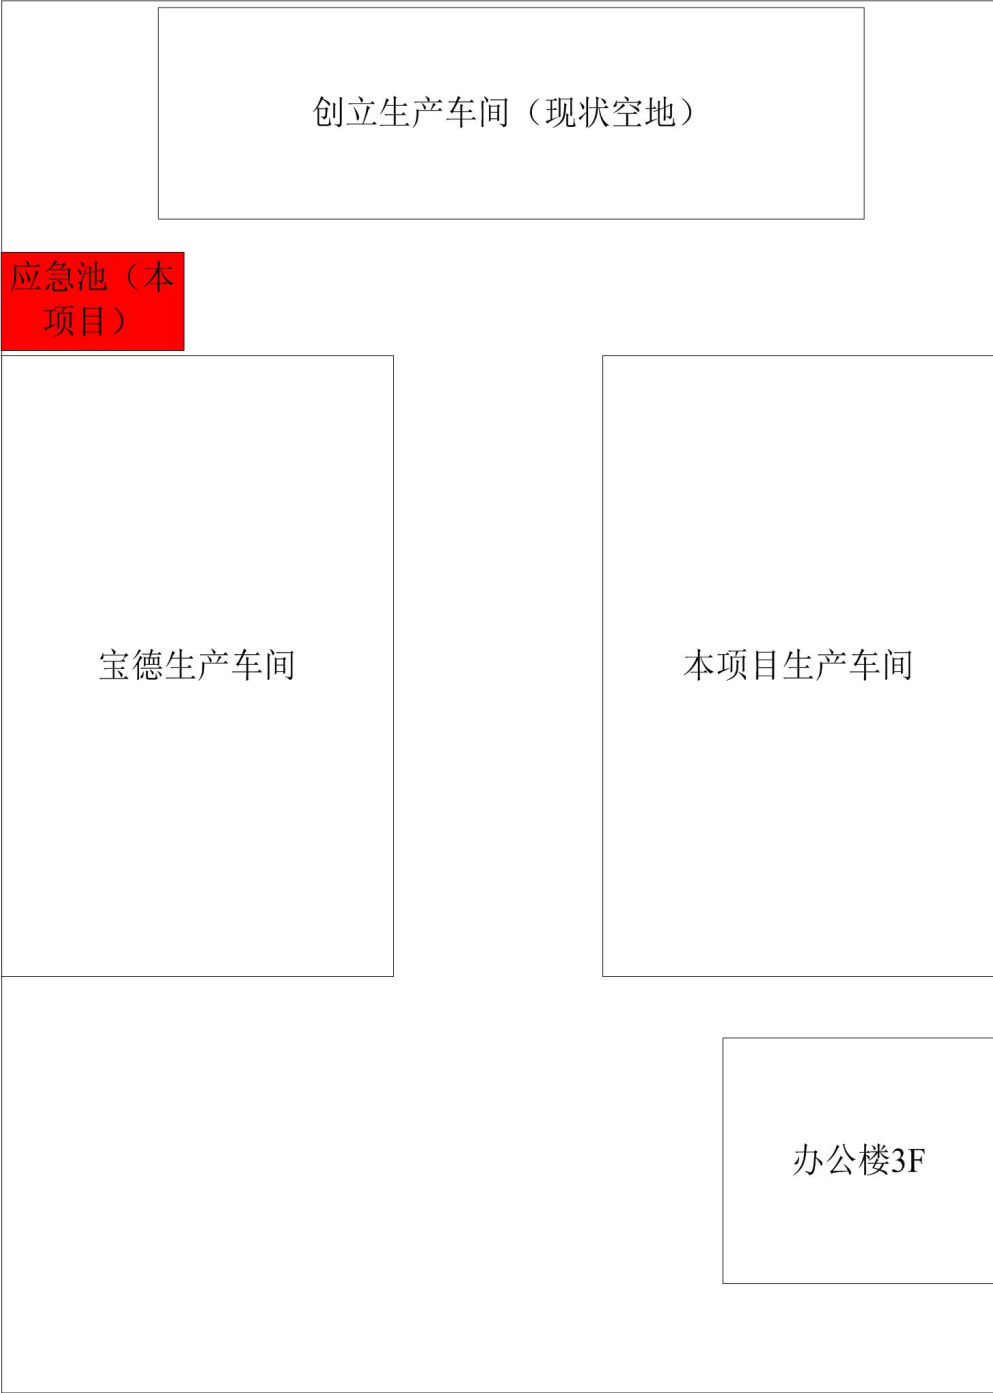 创立生产车间（现状空地）
应急池（本
项目）
宝德生产车间
本项目生产车间
办公楼3F